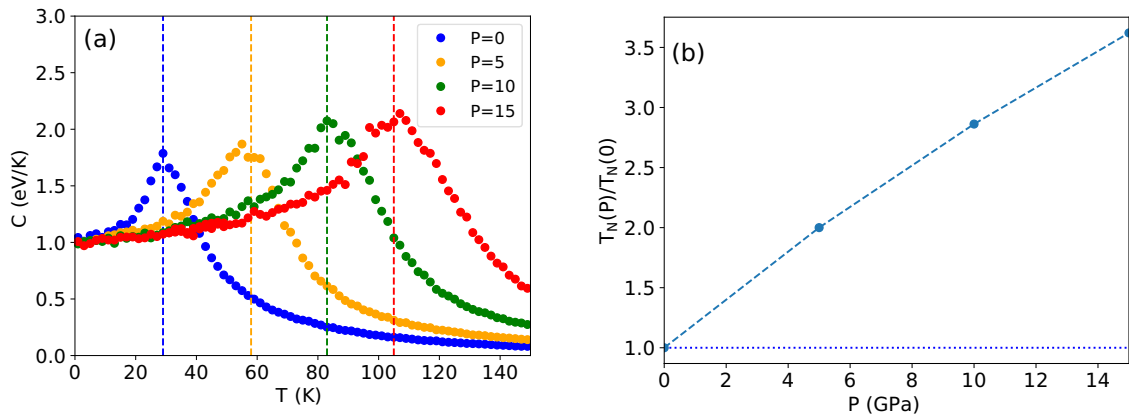 (a)
P=0
P=5
P=10
P=15
3.0
2.5
2.0
1.5
1.0
0.5
0.0
C (eV/K)
0 20 40 60 80 100 120 140
T (K)
(b)
3.5
3.0
2.5
2.0
1.5
1.0
T_N(P)/T_N(0)
0 2 4 6 8 10 12 14
P (GPa)